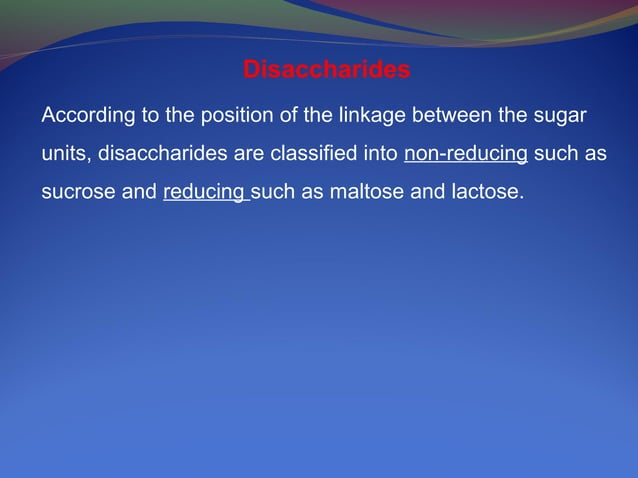 Disaccharides
According to the position of the linkage between the sugar
units, disaccharides are classified into non-reducing such as
sucrose and reducing such as maltose and lactose.